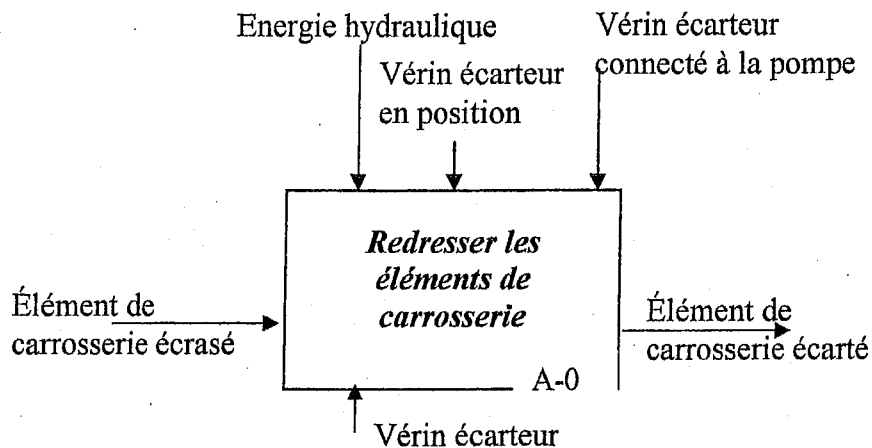 Energie hydraulique
Vérin écarteur
en position
Vérin écarteur
connecté à la pompe
Redresser les
éléments de
carrosserie
Élément de
carrosserie écrasé
Élément de
carrosserie écarté
A-0
Vérin écarteur